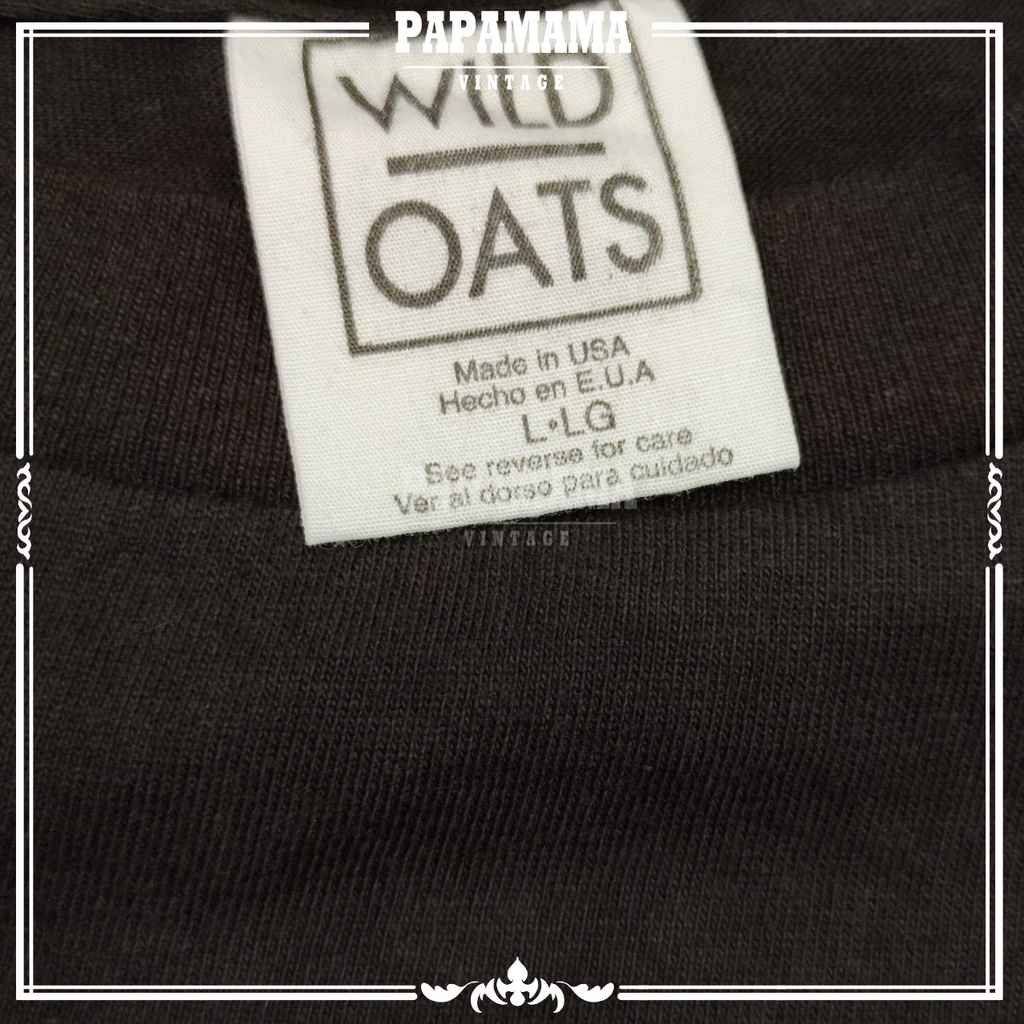 PAPAMAMA
VINTAGE
WILD
OATS
Made in USA
Hecho en E.U.A
L•LG
See reverse for care
Ver al dorso para cuidado
VINTAGE